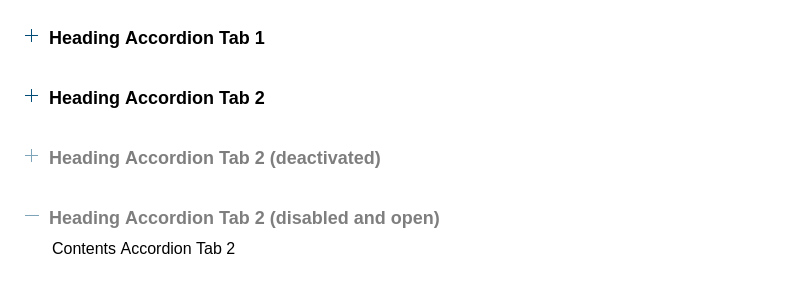 Heading Accordion Tab 1
Heading Accordion Tab 2
Heading Accordion Tab 2 (deactivated)
Heading Accordion Tab 2 (disabled and open)
Contents Accordion Tab 2